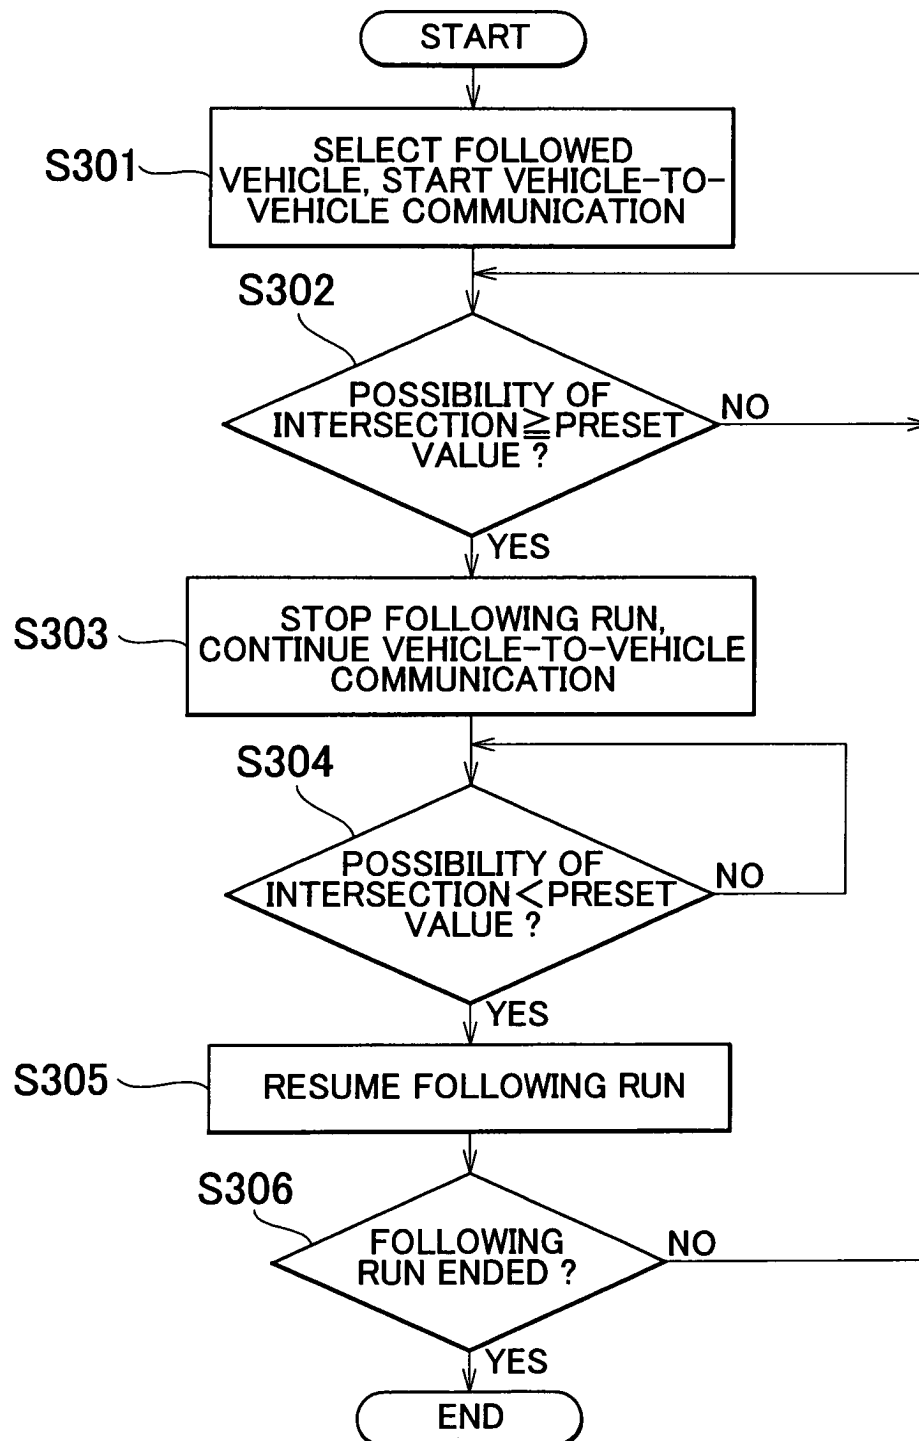 START
S301
SELECT FOLLOWED
VEHICLE, START VEHICLE-TO-
VEHICLE COMMUNICATION
S302
POSSIBILITY OF
INTERSECTION≧PRESET
VALUE ?
NO
YES
S303
STOP FOLLOWING RUN,
CONTINUE VEHICLE-TO-VEHICLE
COMMUNICATION
S304
POSSIBILITY OF
INTERSECTION<PRESET
VALUE ?
NO
YES
S305
RESUME FOLLOWING RUN
S306
FOLLOWING
RUN ENDED ?
NO
YES
END